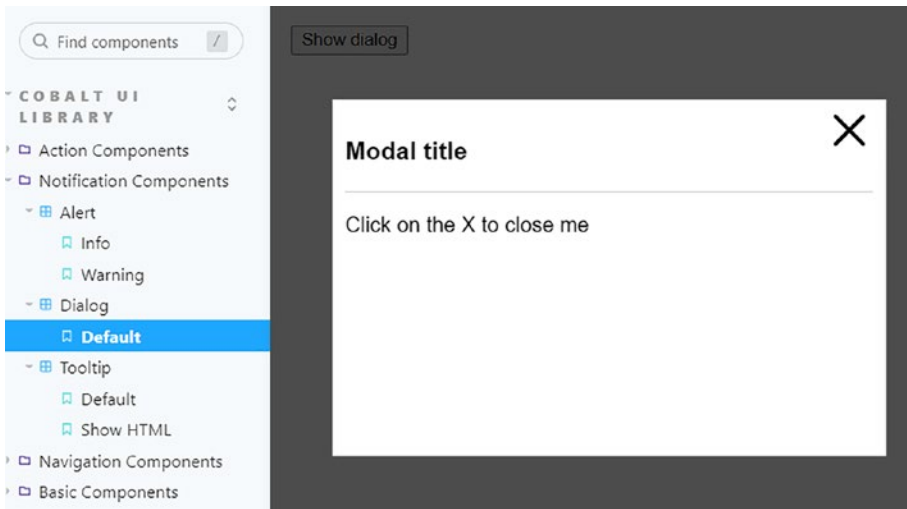 Find components /
COBALT UI
LIBRARY
Action Components
Notification Components
Alert
Info
Warning
Dialog
Default
Tooltip
Default
Show HTML
Navigation Components
Basic Components
Show dialog
Modal title
Click on the X to close me